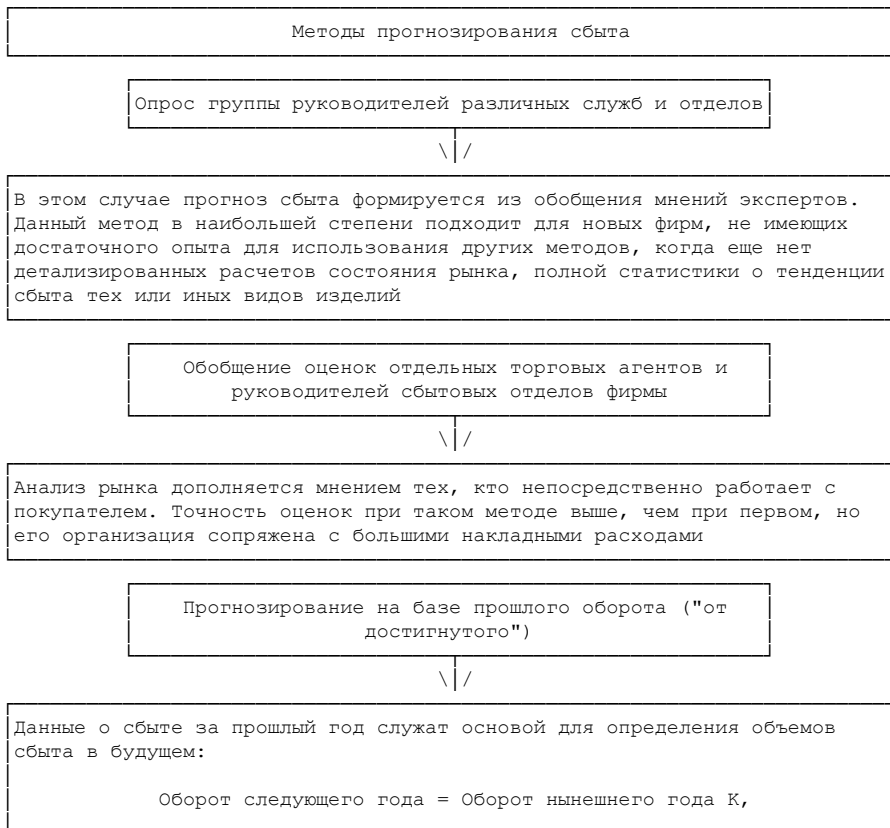 Методы прогнозирования сбыта
Опрос группы руководителей различных служб и отделов
В этом случае прогноз сбыта формируется из обобщения мнений экспертов.
Данный метод в наибольшей степени подходит для новых фирм, не имеющих
достаточного опыта для использования других методов, когда еще нет
детализированных расчетов состояния рынка, полной статистики о тенденции
сбыта тех или иных видов изделий
Обобщение оценок отдельных торговых агентов и
руководителей сбытовых отделов фирмы
Анализ рынка дополняется мнением тех, кто непосредственно работает с
покупателем. Точность оценок при таком методе выше, чем при первом, но
его организация сопряжена с большими накладными расходами
Прогнозирование на базе прошлого оборота ("от
достигнутого")
Данные о сбыте за прошлый год служат основой для определения объемов
сбыта в будущем:
Оборот следующего года = Оборот нынешнего года К,